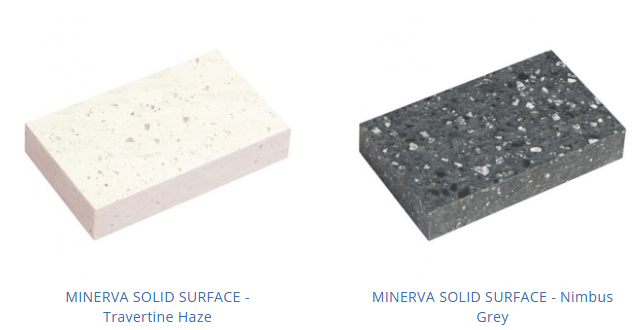 MINERVA SOLID SURFACE -
Travertine Haze
MINERVA SOLID SURFACE - Nimbus
Grey